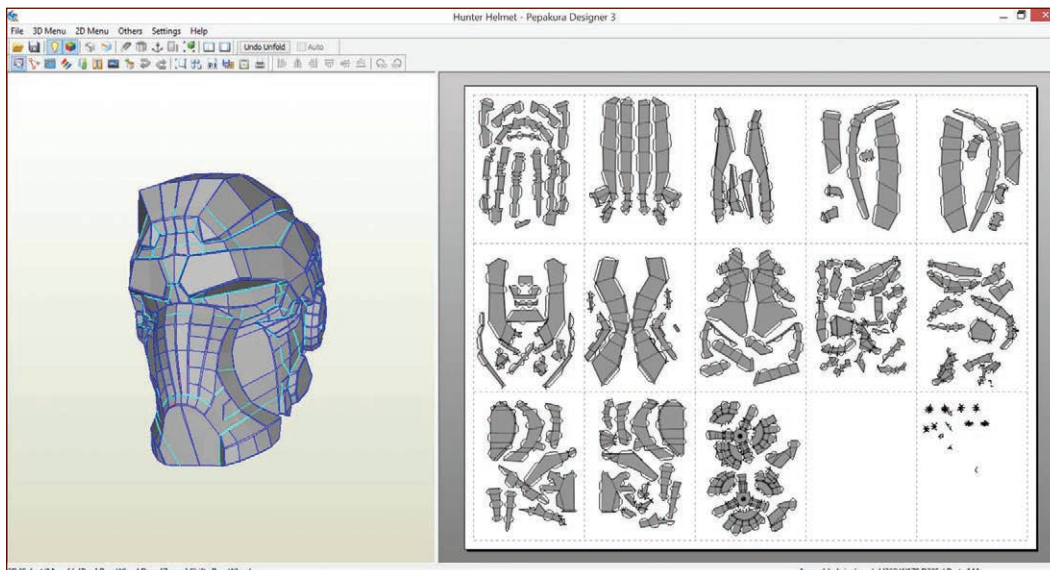 Hunter Helmet - Pepakura Designer 3
File 3D Menu 2D Menu Others Settings Help
Undo Unfold Auto